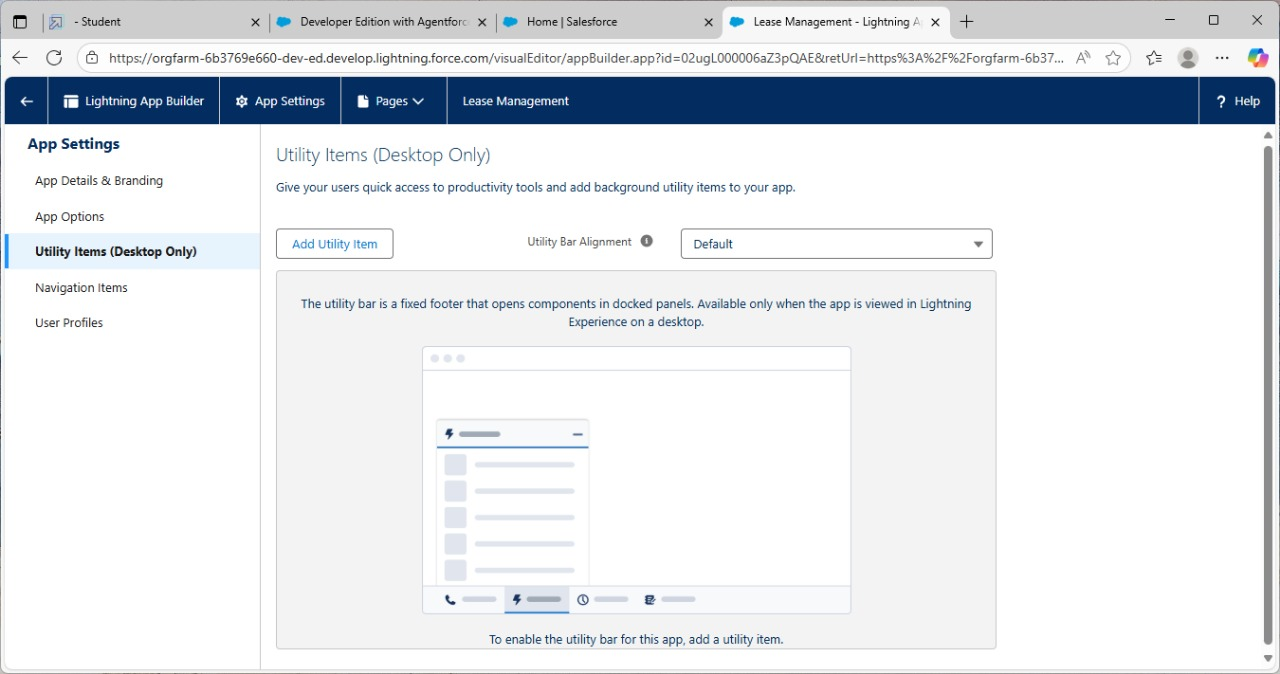 - Student
Developer Edition with Agentforc
Home | Salesforce
Lease Management - Lightning A
https://orgfarm-6b3769e660-dev-ed.develop.lightning.force.com/visualEditor/appBuilder.app?id=02ugL000006aZ3pQAE&retUrl=https%3A%2F%2Forgfarm-6b37...
Lightning App Builder
App Settings
Pages
Lease Management
? Help
App Settings
App Details & Branding
App Options
Utility Items (Desktop Only)
Navigation Items
User Profiles
Utility Items (Desktop Only)
Give your users quick access to productivity tools and add background utility items to your app.
Add Utility Item
Utility Bar Alignment
Default
The utility bar is a fixed footer that opens components in docked panels. Available only when the app is viewed in Lightning
Experience on a desktop.
To enable the utility bar for this app, add a utility item.